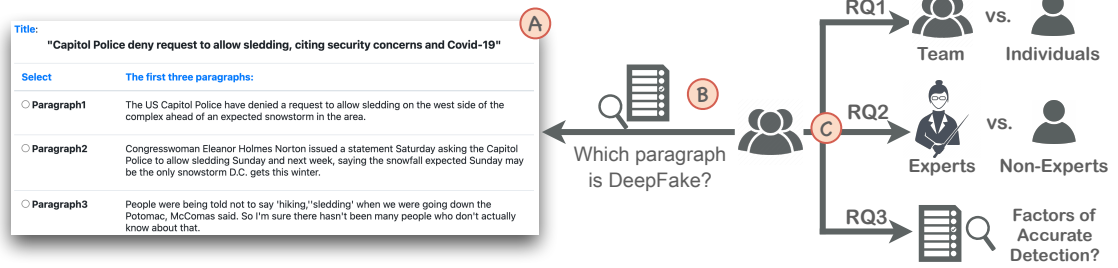 Title:
"Capitol Police deny request to allow sledding, citing security concerns and Covid-19"
A
Select The first three paragraphs:
Paragraph1 The US Capitol Police have denied a request to allow sledding on the west side of the
complex ahead of an expected snowstorm in the area.
Paragraph2 Congresswoman Eleanor Holmes Norton issued a statement Saturday asking the Capitol
Police to allow sledding Sunday and next week, saying the snowfall expected Sunday may
be the only snowstorm D.C. gets this winter.
Paragraph3 People were being told not to say 'hiking,''sledding' when we were going down the
Potomac, McComas said. So I'm sure there hasn't been many people who don't actually
know about that.
B
Which paragraph
is DeepFake?
C
RQ1
vs.
Team Individuals
RQ2
vs.
Experts Non-Experts
RQ3
Factors of
Accurate
Detection?